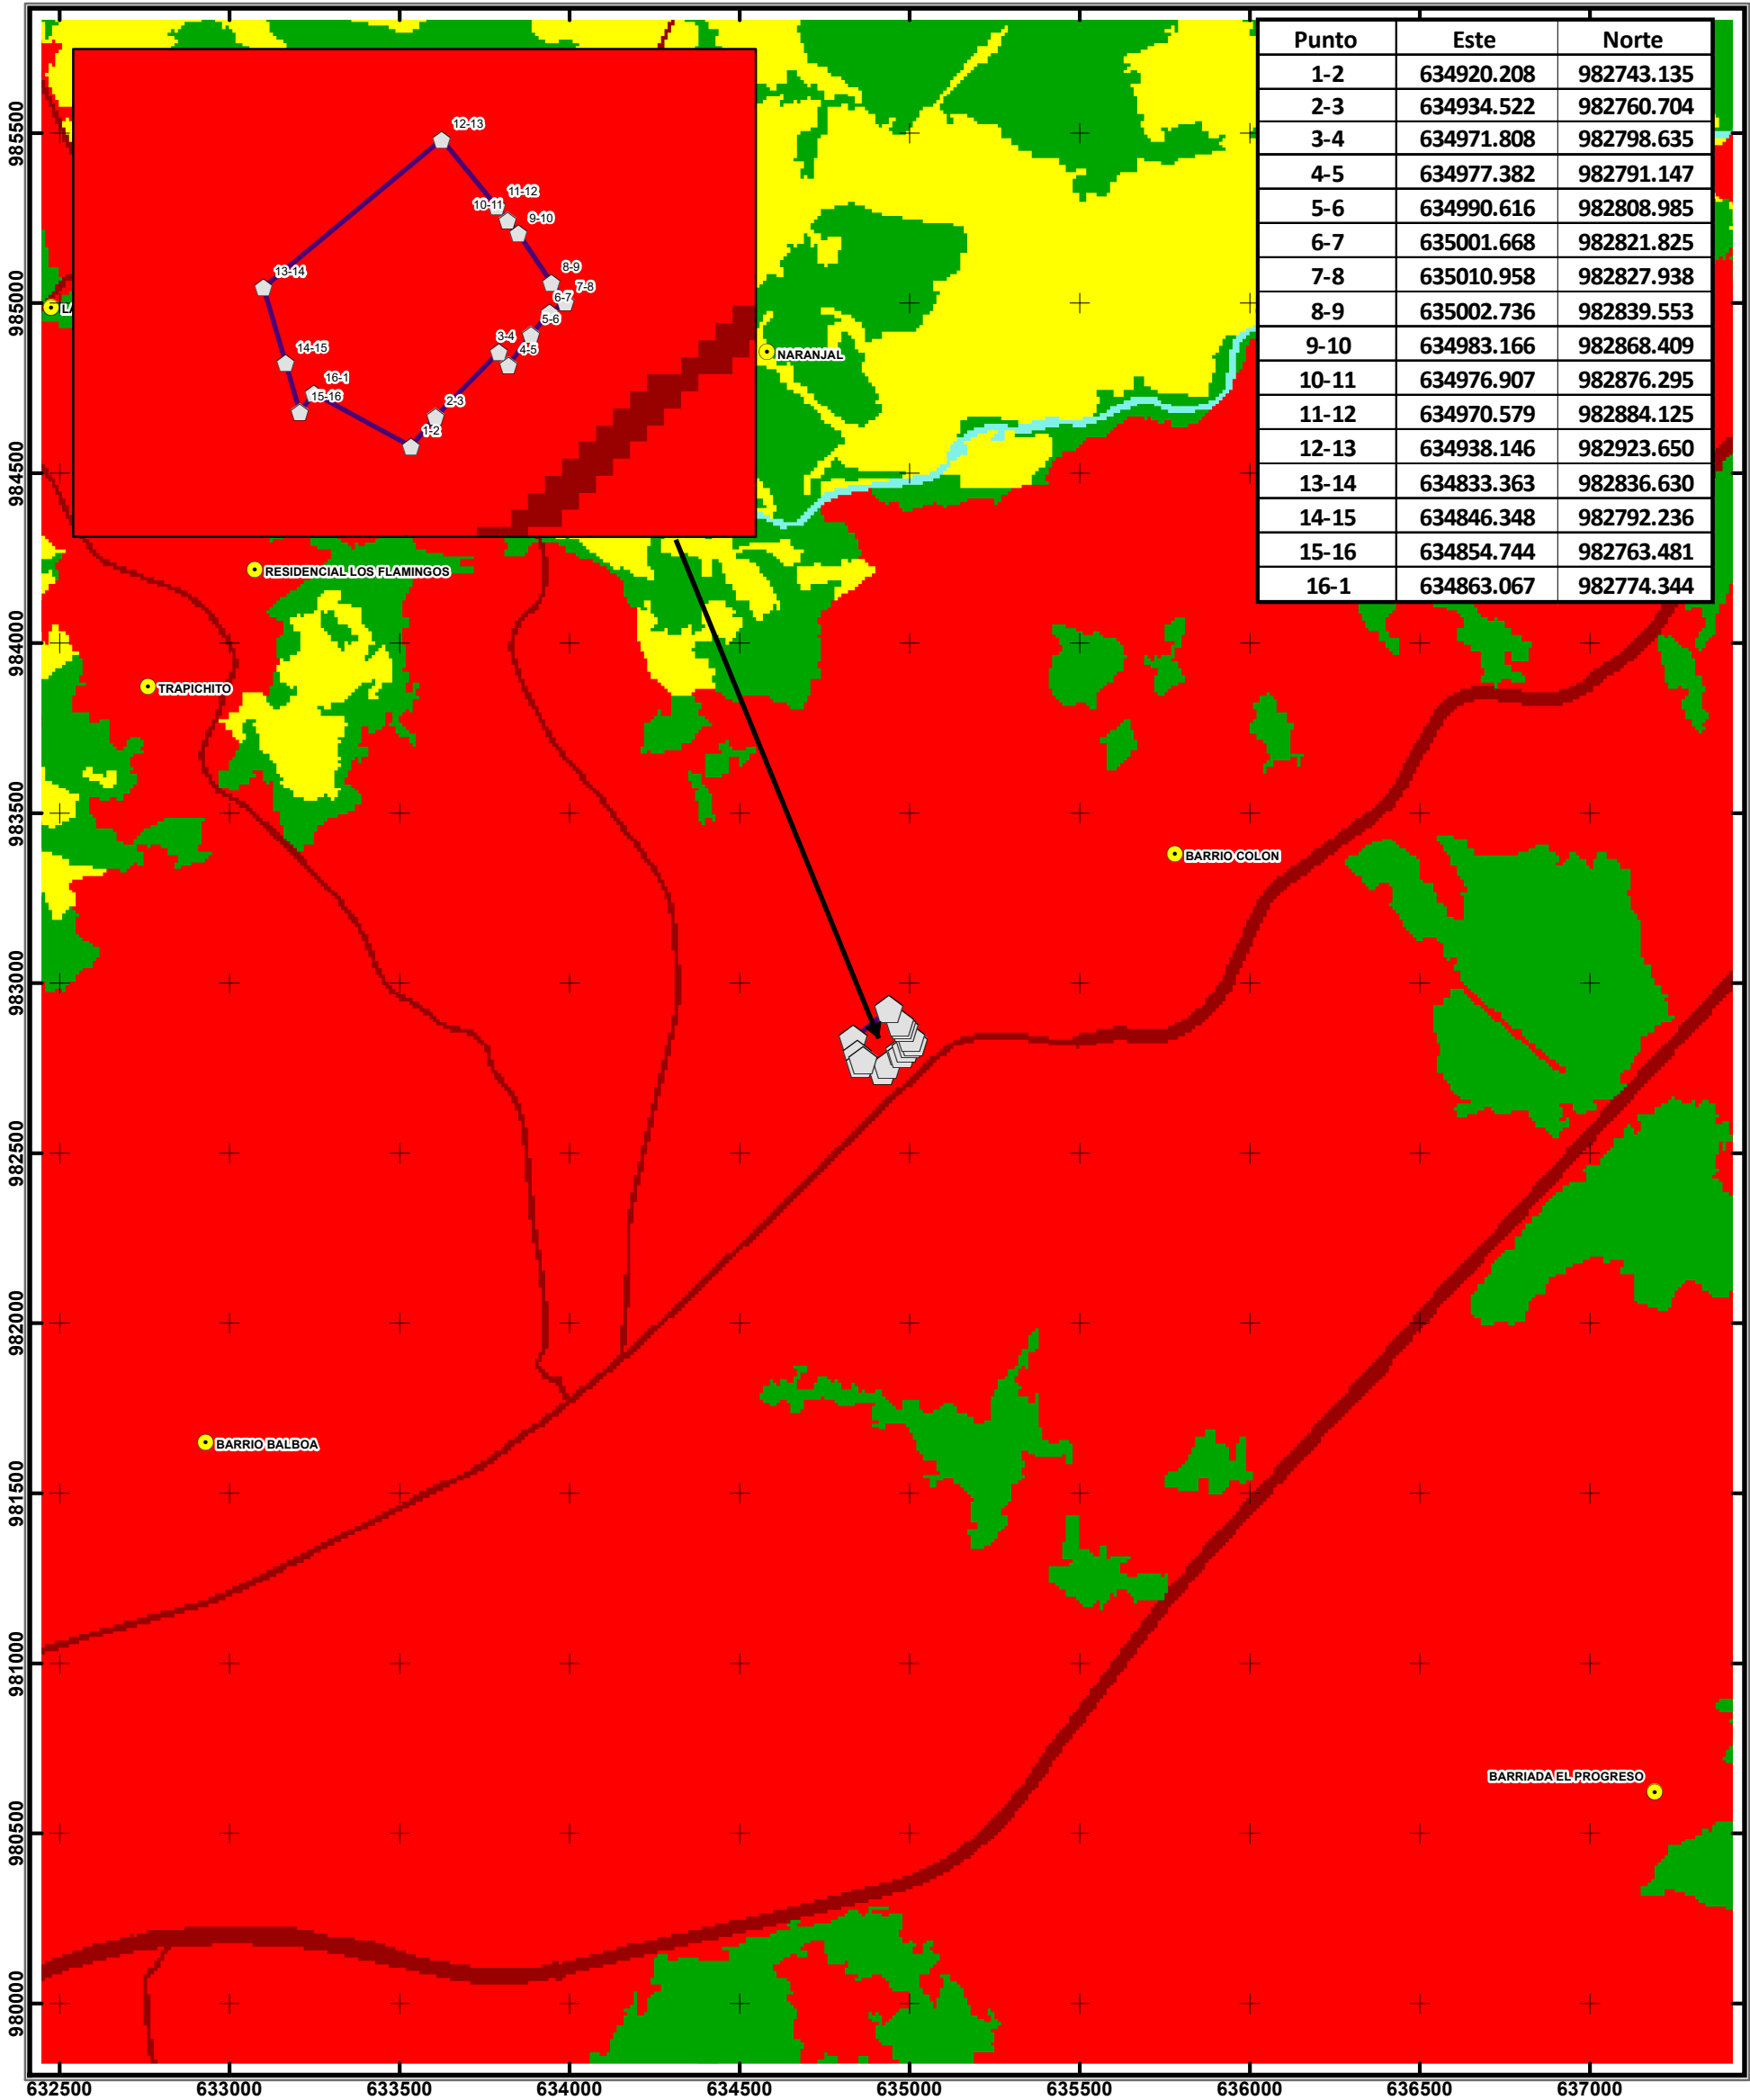 Punto Este Norte
1-2 634920.208 982743.135
2-3 634934.522 982760.704
3-4 634971.808 982798.635
4-5 634977.382 982791.147
5-6 634990.616 982808.985
6-7 635001.668 982821.825
7-8 635010.958 982827.938
8-9 635002.736 982839.553
9-10 634983.166 982868.409
10-11 634976.907 982876.295
11-12 634970.579 982884.125
12-13 634938.146 982923.650
13-14 634833.363 982836.630
14-15 634846.348 982792.236
15-16 634854.744 982763.481
16-1 634863.067 982774.344
12-13
11-12
10-11
9-10
13-14
8-9
7-8
6-7
5-6
3-4
4-5
14-15
16-1
15-16
2-3
1-2
LA
NARANJAL
RESIDENCIAL LOS FLAMINGOS
TRAPICHITO
BARRIO COLON
BARRIO BALBOA
BARRIADA EL PROGRESO
985500
985000
984500
984000
983500
983000
982500
982000
981500
981000
980500
980000
632500 633000 633500 634000 634500 635000 635500 636000 636500 637000